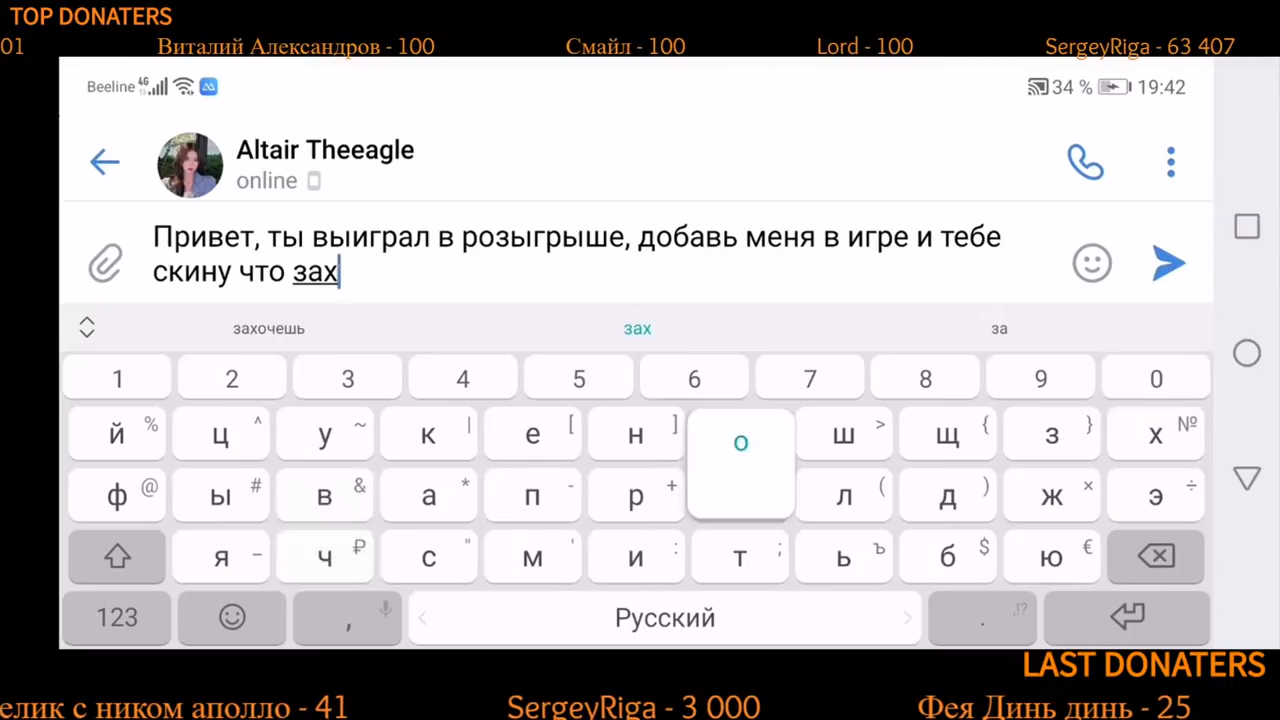 TOP DONATERS
01 Виталий Александров - 100 Смайл - 100 Lord - 100 SergeyRiga - 63 407
Beeline 4G 34 % 19:42
Altair Theeagle
online
Привет, ты выиграл в розыгрыше, добавь меня в игре и тебе
скину что зах
захочешь зах за
1 2 3 4 5 6 7 8 9 0
й % ц ^ у ~ к | е [ н ] о ш > щ { з } х №
ф @ ы # в & а * п - р + л ( д ) ж × э ÷
я _ ч ₽ с " м ' и : т ; ь ъ б $ ю €
123 , < Русский > . ,!?
LAST DONATERS
елик с ником аполло - 41 SergeyRiga - 3 000 Фея Динь динь - 25